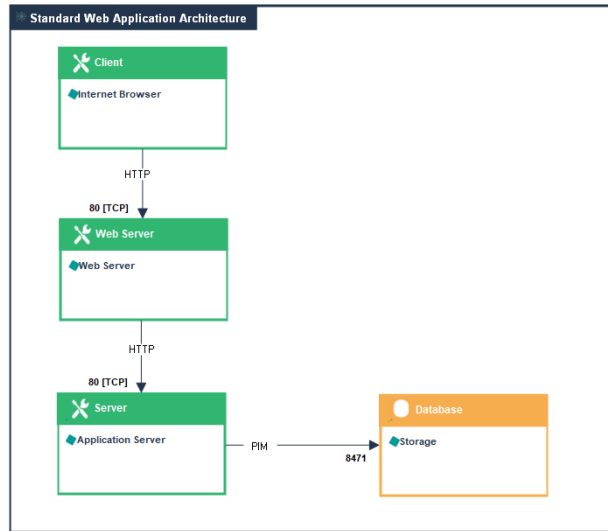 Standard Web Application Architecture
Client
Internet Browser
HTTP
80 [TCP]
Web Server
Web Server
HTTP
80 [TCP]
Server
Application Server
PIM
8471
Database
Storage